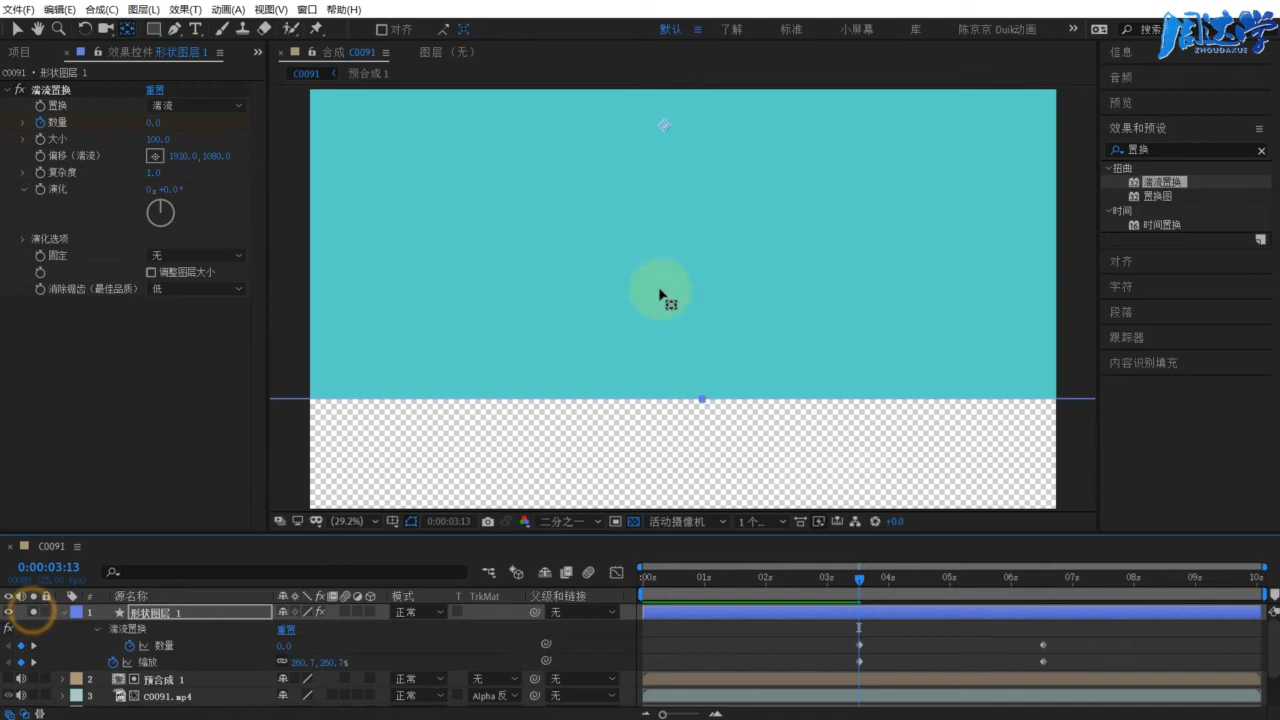 文件(F) 编辑(E) 合成(C) 图层(L) 效果(T) 动画(A) 视图(V) 窗口 帮助(H)
对齐 默认 了解 标准 小屏幕 库 陈京京 Duik动画 搜索
周达学
ZHOUDAXUE
项目 效果控件 形状图层 1
合成 C0091 图层 (无)
信息
C0091 · 形状图层 1
C0091 预合成 1
音频
fx 湍流置换 重置
预览
置换 湍流
数量 0.0
大小 100.0
偏移 (湍流) 1920.0,1080.0
复杂度 1.0
演化 0x+0.0°
演化选项
固定 无
调整图层大小
消除锯齿 (最佳品质) 低
效果和预设
置换
扭曲
湍流置换
置换图
时间
时间置换
对齐
字符
段落
跟踪器
内容识别填充
(29.2%) 0:00:03:13 二分之一 活动摄像机 1 个... +0.0
C0091
0:00:03:13
00088 (25.00 fps)
:00s 01s 02s 03s 04s 05s 06s 07s 08s 09s 10s
# 源名称 模式 T TrkMat 父级和链接
1 形状图层 1 正常 无
湍流置换 重置
数量 0.0
缩放 260.7,260.7%
2 预合成 1 正常 无 无
3 C0091.mp4 正常 Alpha 反 无